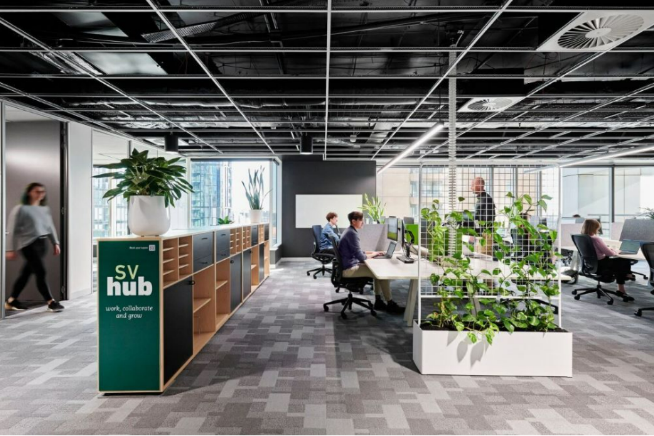 SV
hub
work, collaborate
and grow